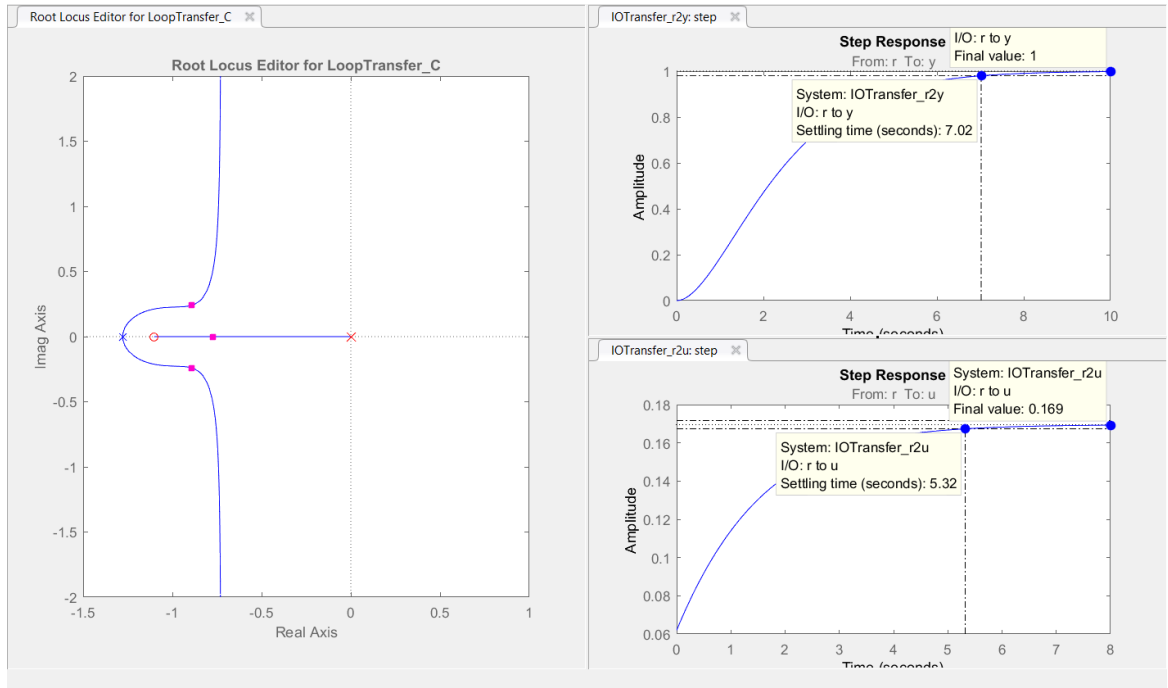 Root Locus Editor for LoopTransfer_C
Root Locus Editor for LoopTransfer_C
2
1.5
1
0.5
0
-0.5
-1
-1.5
-2
Imag Axis
-1.5 -1 -0.5 0 0.5 1
Real Axis
IOTransfer_r2y: step
Step Response
From: r To: y
I/O: r to y
Final value: 1
System: IOTransfer_r2y
I/O: r to y
Settling time (seconds): 7.02
1
0.8
0.6
0.4
0.2
0
Amplitude
0 2 4 6 8 10
Time (seconds)
IOTransfer_r2u: step
Step Response
From: r To: u
System: IOTransfer_r2u
I/O: r to u
Final value: 0.169
System: IOTransfer_r2u
I/O: r to u
Settling time (seconds): 5.32
0.18
0.16
0.14
0.12
0.1
0.08
0.06
Amplitude
0 1 2 3 4 5 6 7 8
Time (seconds)